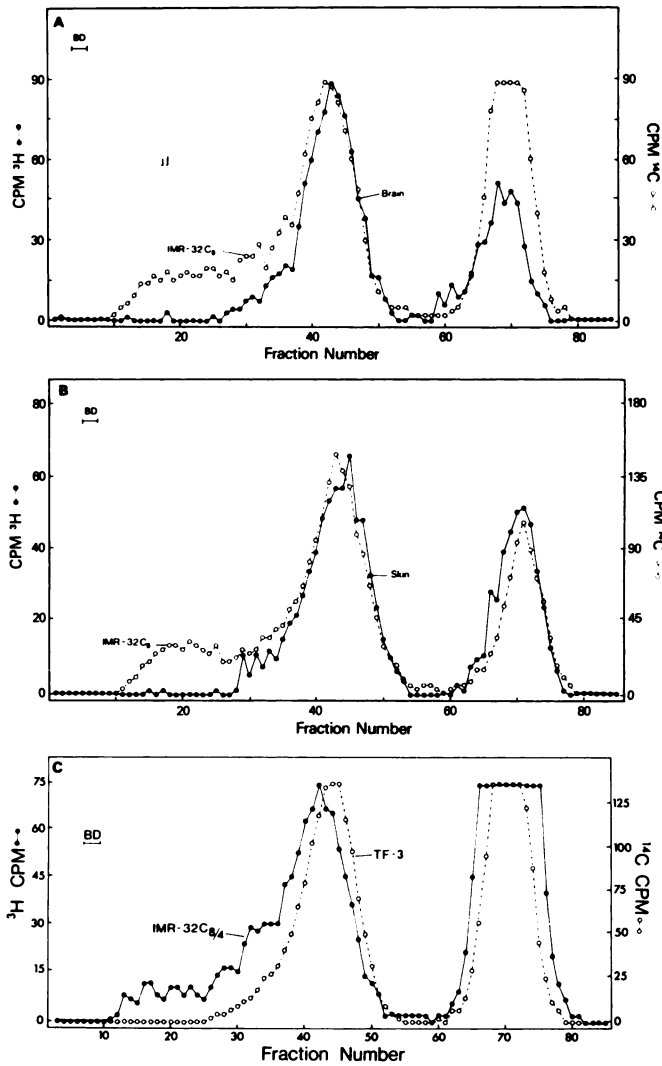 A
BD
90
60
30
0
CPM ³H
Brain
IMR-32C₈
90
60
30
0
CPM ¹⁴C
20 40 60 80
Fraction Number
B
BD
80
60
40
20
0
CPM ³H
Skin
IMR-32C₈
180
135
90
45
0
CPM ¹⁴C
20 40 60 80
Fraction Number
C
BD
75
60
45
30
15
0
³H CPM
TF-3
IMR-32C₈/₄
125
100
75
50
25
0
¹⁴C CPM
10 20 30 40 50 60 70 80
Fraction Number